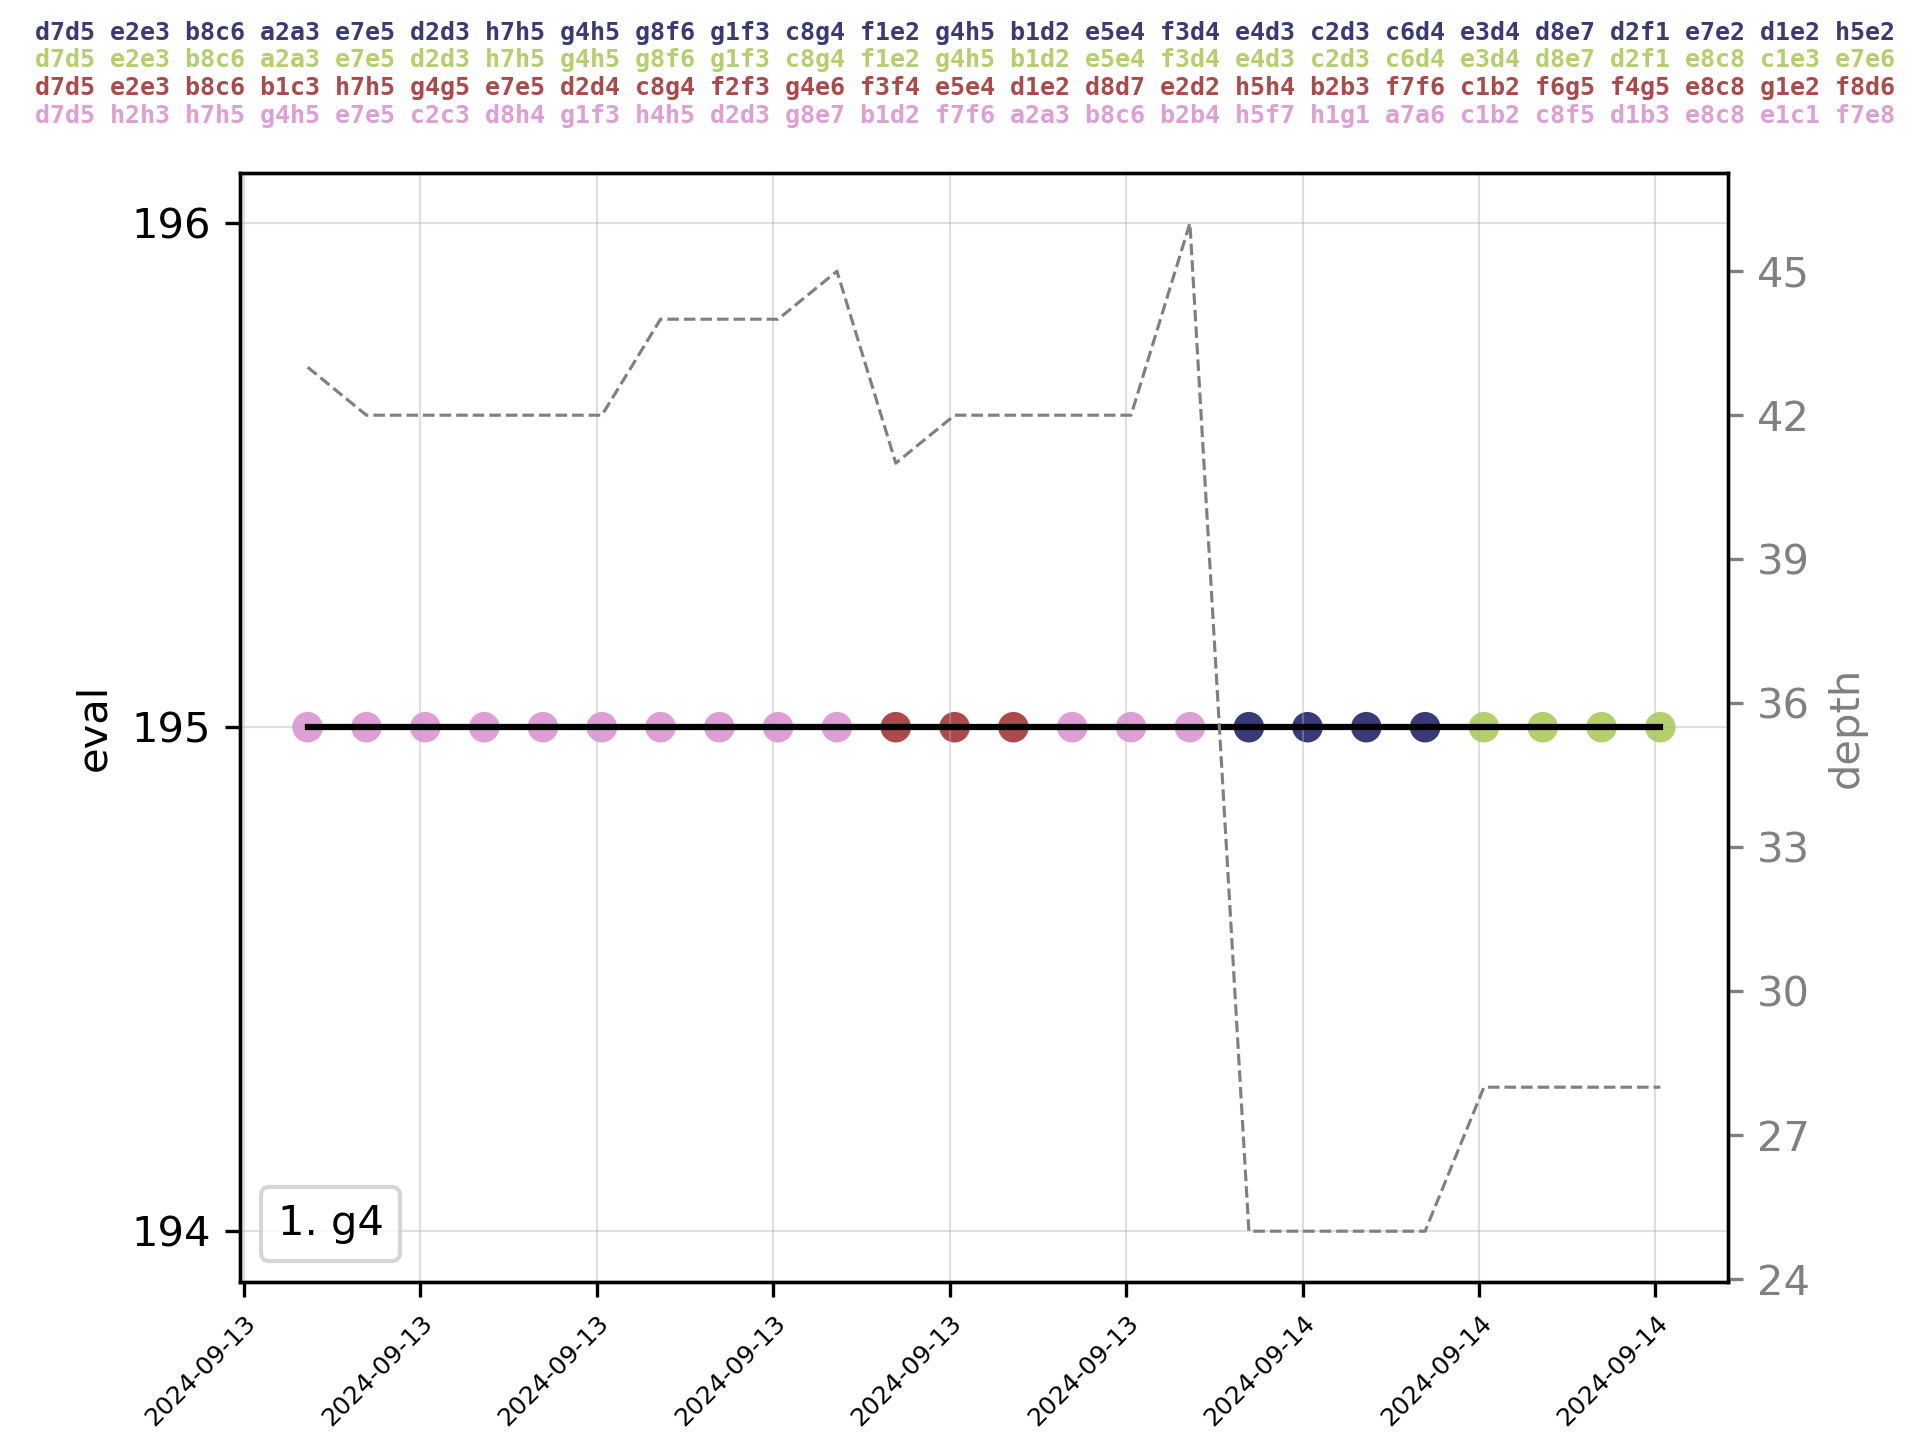 d7d5 e2e3 b8c6 a2a3 e7e5 d2d3 h7h5 g4h5 g8f6 g1f3 c8g4 f1e2 g4h5 b1d2 e5e4 f3d4 e4d3 c2d3 c6d4 e3d4 d8e7 d2f1 e7e2 d1e2 h5e2
d7d5 e2e3 b8c6 a2a3 e7e5 d2d3 h7h5 g4h5 g8f6 g1f3 c8g4 f1e2 g4h5 b1d2 e5e4 f3d4 e4d3 c2d3 c6d4 e3d4 d8e7 d2f1 e8c8 c1e3 e7e6
d7d5 e2e3 b8c6 b1c3 h7h5 g4g5 e7e5 d2d4 c8g4 f2f3 g4e6 f3f4 e5e4 d1e2 d8d7 e2d2 h5h4 b2b3 f7f6 c1b2 f6g5 f4g5 e8c8 g1e2 f8d6
d7d5 h2h3 h7h5 g4h5 e7e5 c2c3 d8h4 g1f3 h4h5 d2d3 g8e7 b1d2 f7f6 a2a3 b8c6 b2b4 h5f7 h1g1 a7a6 c1b2 c8f5 d1b3 e8c8 e1c1 f7e8
196
195
194
eval
45
42
39
36
33
30
27
24
depth
1. g4
2024-09-13
2024-09-13
2024-09-13
2024-09-13
2024-09-13
2024-09-13
2024-09-14
2024-09-14
2024-09-14